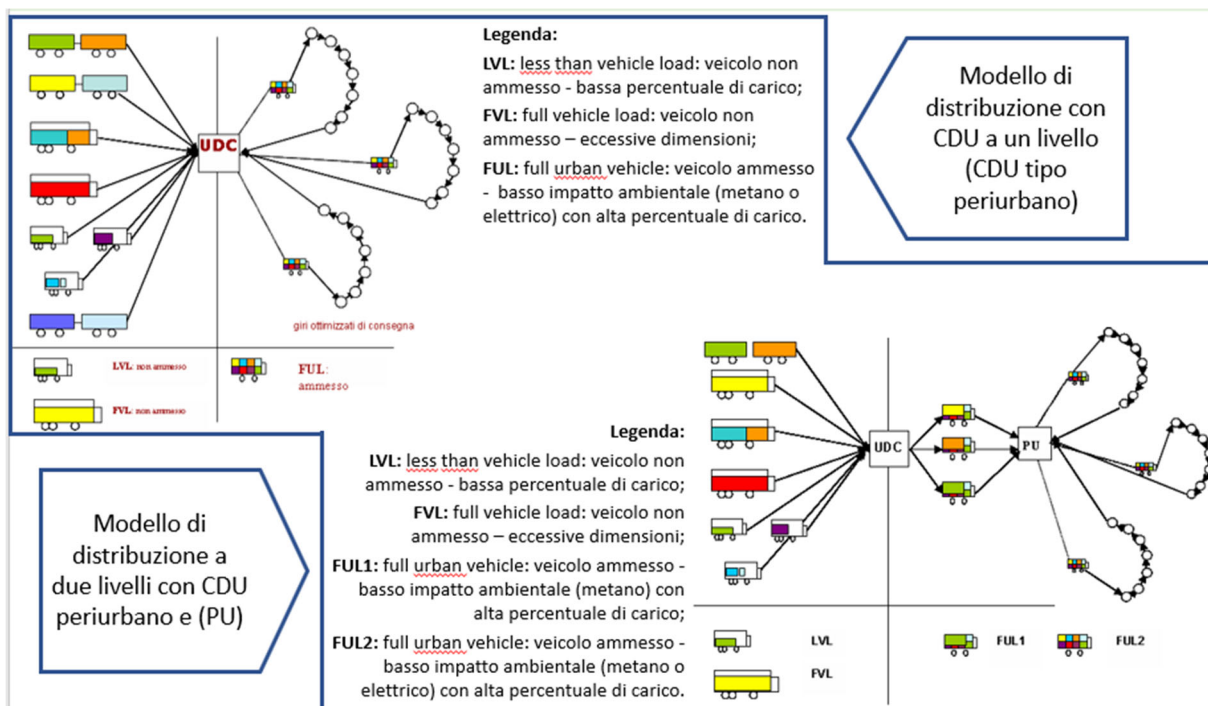 UDC
giri ottimizzati di consegna
LVL: non ammesso
FVL: non ammesso
FUL:
ammesso
Legenda:
LVL: less than vehicle load: veicolo non
ammesso - bassa percentuale di carico;
FVL: full vehicle load: veicolo non
ammesso – eccessive dimensioni;
FUL: full urban vehicle: veicolo ammesso
- basso impatto ambientale (metano o
elettrico) con alta percentuale di carico.
Modello di
distribuzione con
CDU a un livello
(CDU tipo
periurbano)
Modello di
distribuzione a
due livelli con CDU
periurbano e (PU)
Legenda:
LVL: less than vehicle load: veicolo non
ammesso - bassa percentuale di carico;
FVL: full vehicle load: veicolo non
ammesso – eccessive dimensioni;
FUL1: full urban vehicle: veicolo ammesso -
basso impatto ambientale (metano) con
alta percentuale di carico;
FUL2: full urban vehicle: veicolo ammesso -
basso impatto ambientale (metano o
elettrico) con alta percentuale di carico.
UDC
PU
LVL
FVL
FUL1
FUL2